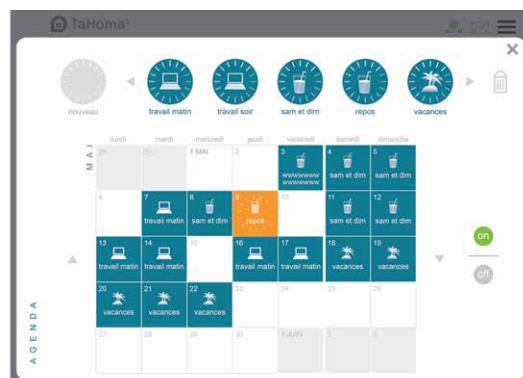 TaHoma
nouveau
travail matin travail soir sam et dim repos vacances
lundi mardi mercredi jeudi vendredi samedi dimanche
MAI
29 30 1 MAI 2 3 4 5
wwwwwww sam et dim sam et dim
wwwwwww
6 7 8 9 10 11 12
travail matin sam et dim repos sam et dim sam et dim
13 14 15 16 17 18 19
travail matin travail matin travail matin travail matin vacances vacances
on
off
20 21 22 23 24 25 26
vacances vacances vacances
27 28 29 30 1 JUIN 2 3
AGENDA